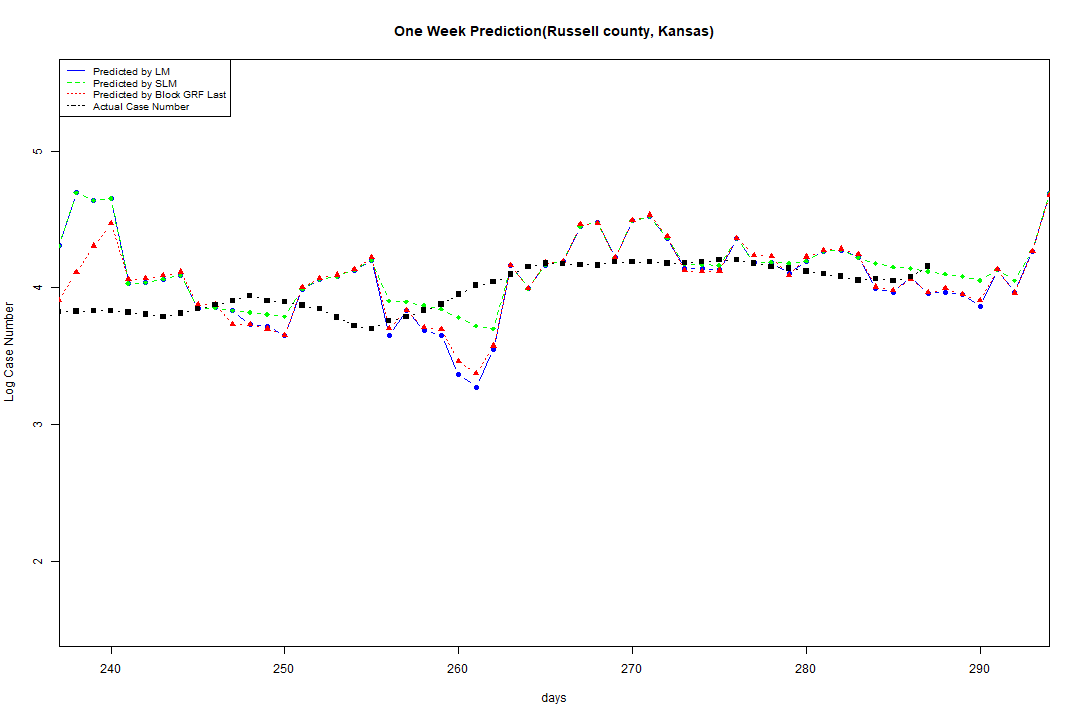 One Week Prediction(Russell county, Kansas)
Predicted by LM
Predicted by SLM
Predicted by Block GRF Last
Actual Case Number
5
4
3
2
Log Case Number
240 250 260 270 280 290
days